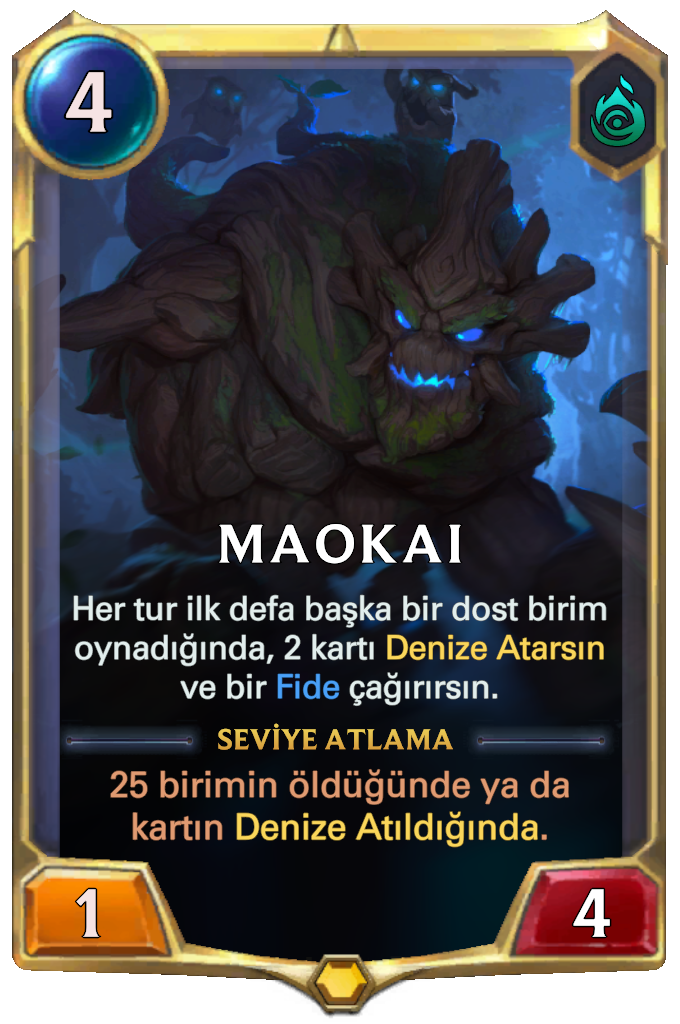 4
MAOKAI
Her tur ilk defa başka bir dost birim
oynadığında, 2 kartı Denize Atarsın
ve bir Fide çağırırsın.
SEVİYE ATLAMA
25 birimin öldüğünde ya da
kartın Denize Atıldığında.
1
4